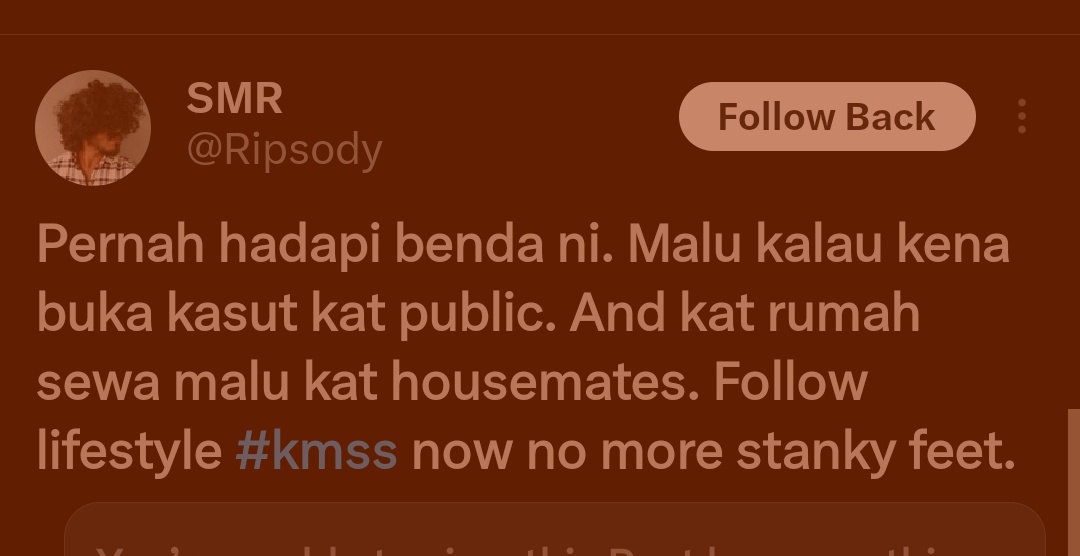 SMR
@Ripsody
Follow Back
Pernah hadapi benda ni. Malu kalau kena
buka kasut kat public. And kat rumah
sewa malu kat housemates. Follow
lifestyle #kmss now no more stanky feet.